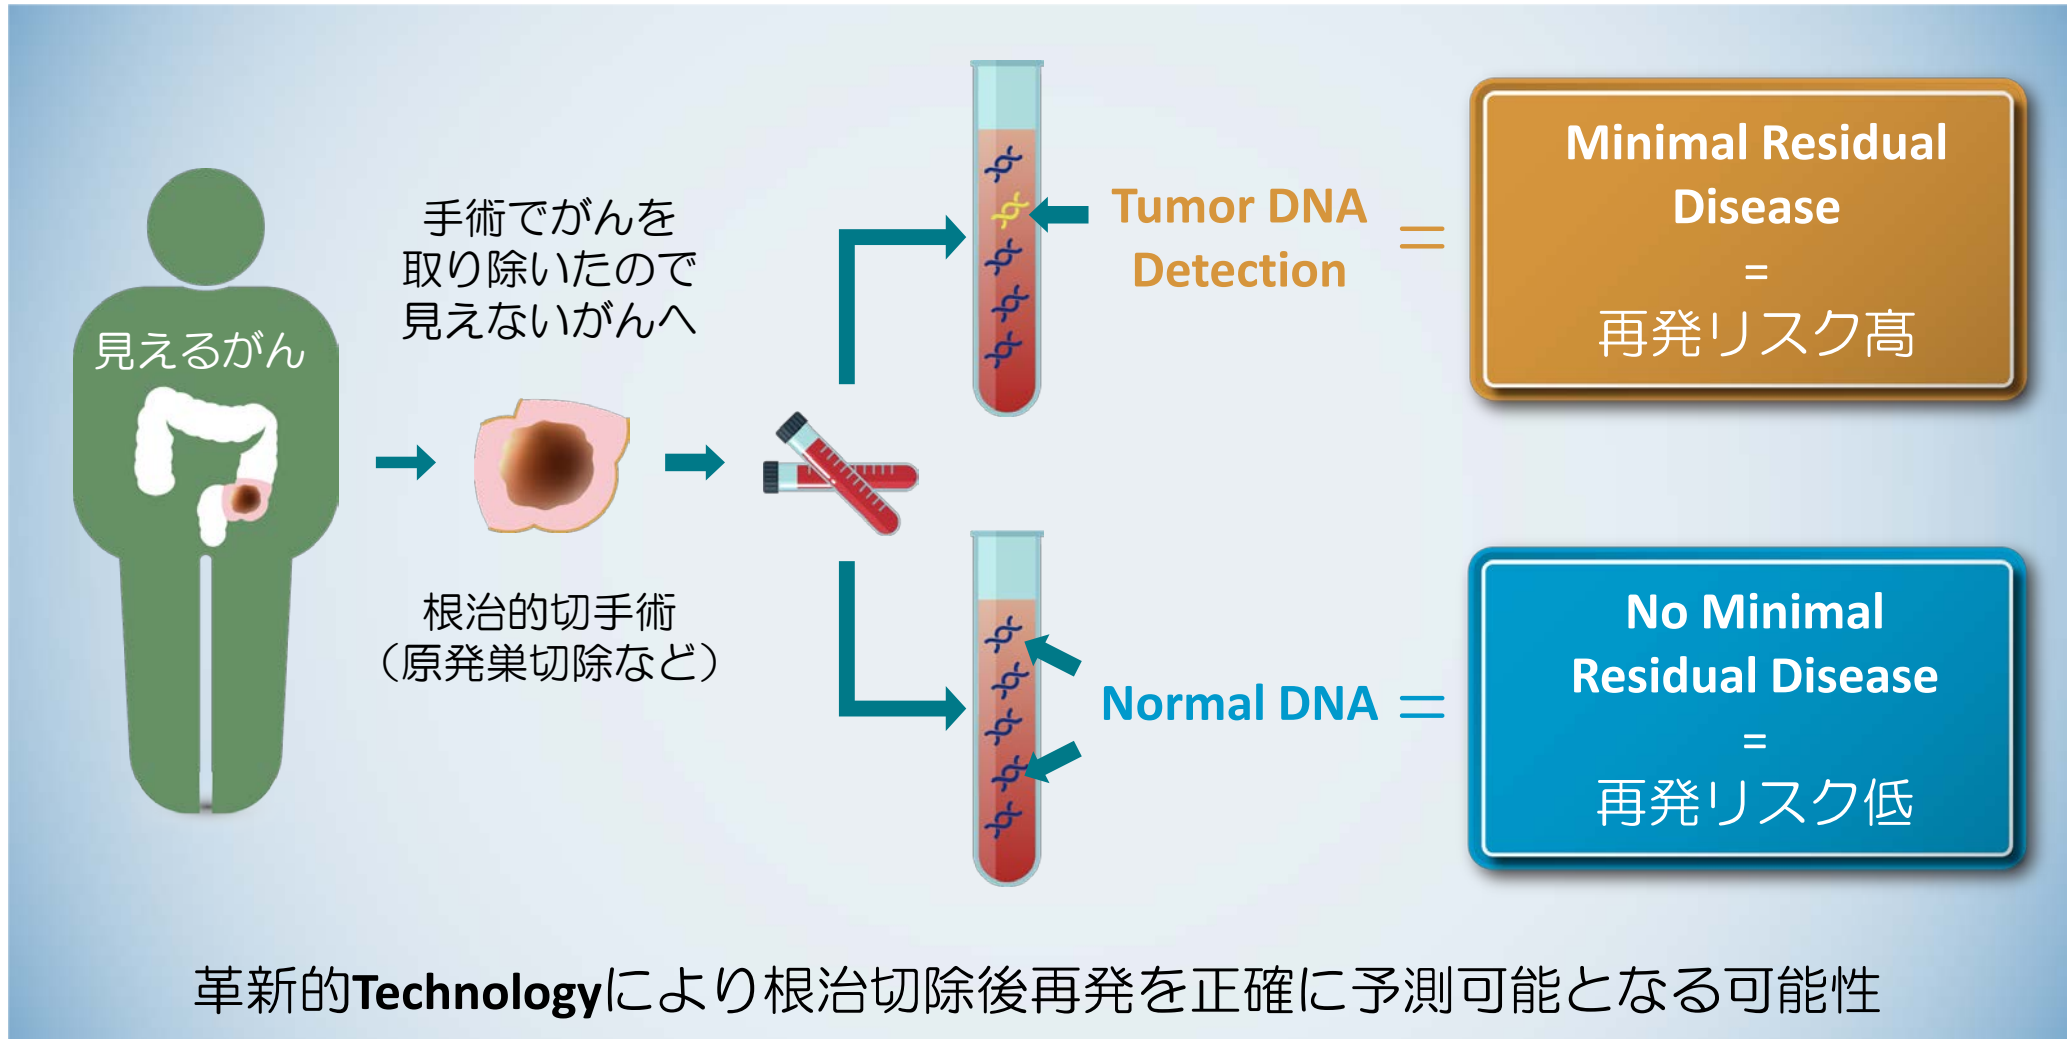 見えるがん
手術でがんを
取り除いたので
見えないがんへ
根治的切手術
（原発巣切除など）
Tumor DNA
Detection
＝
Minimal Residual
Disease
=
再発リスク髙
Normal DNA
＝
No Minimal
Residual Disease
=
再発リスク低
革新的Technologyにより根治切除後再発を正確に予測可能となる可能性